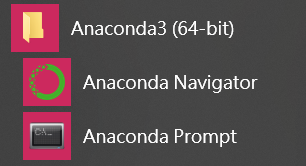 Anaconda3 (64-bit)
Anaconda Navigator
C:\_
Anaconda Prompt